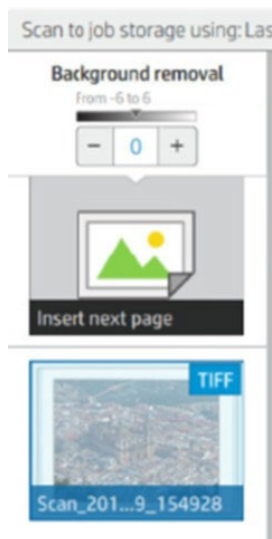 Scan to job storage using: Las
Background removal
From -6 to 6
− 0 +
Insert next page
TIFF
Scan_201...9_154928